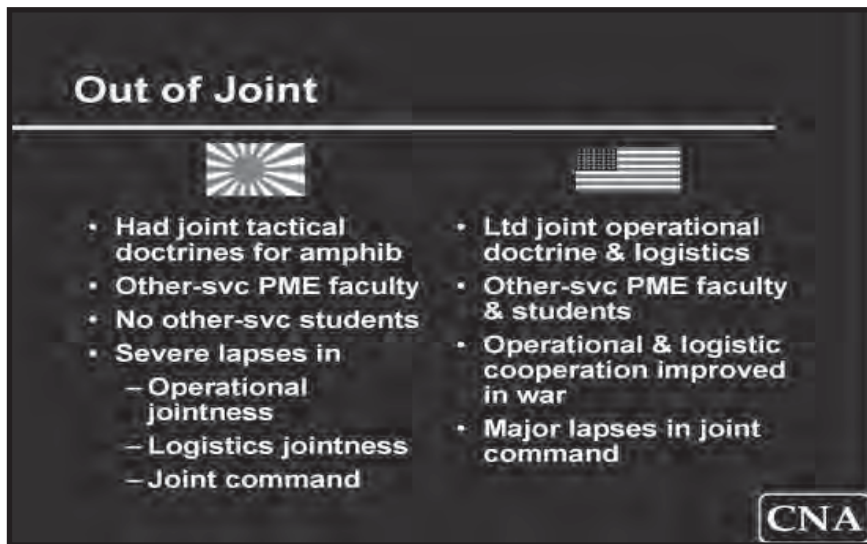 Out of Joint
• Had joint tactical
doctrines for amphib
• Other-svc PME faculty
• No other-svc students
• Severe lapses in
– Operational
jointness
– Logistics jointness
– Joint command
• Ltd joint operational
doctrine & logistics
• Other-svc PME faculty
& students
• Operational & logistic
cooperation improved
in war
• Major lapses in joint
command
CNA